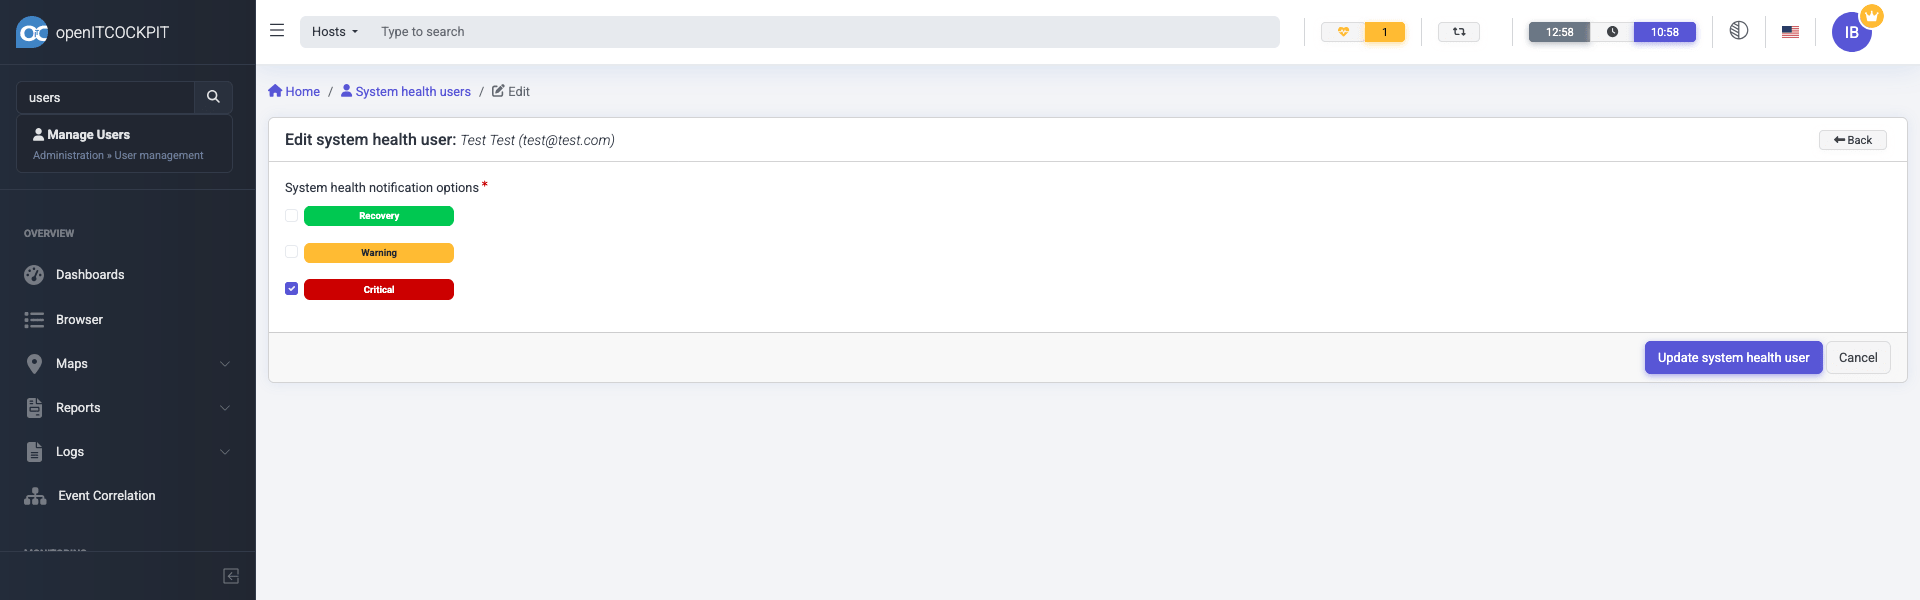 openITCOCKPIT
Hosts
Type to search
1
12:58
10:58
IB
users
Manage Users
Administration » User management
Home / System health users / Edit
Edit system health user: Test Test (test@test.com)
Back
System health notification options *
Recovery
Warning
Critical
Update system health user
Cancel
OVERVIEW
Dashboards
Browser
Maps
Reports
Logs
Event Correlation